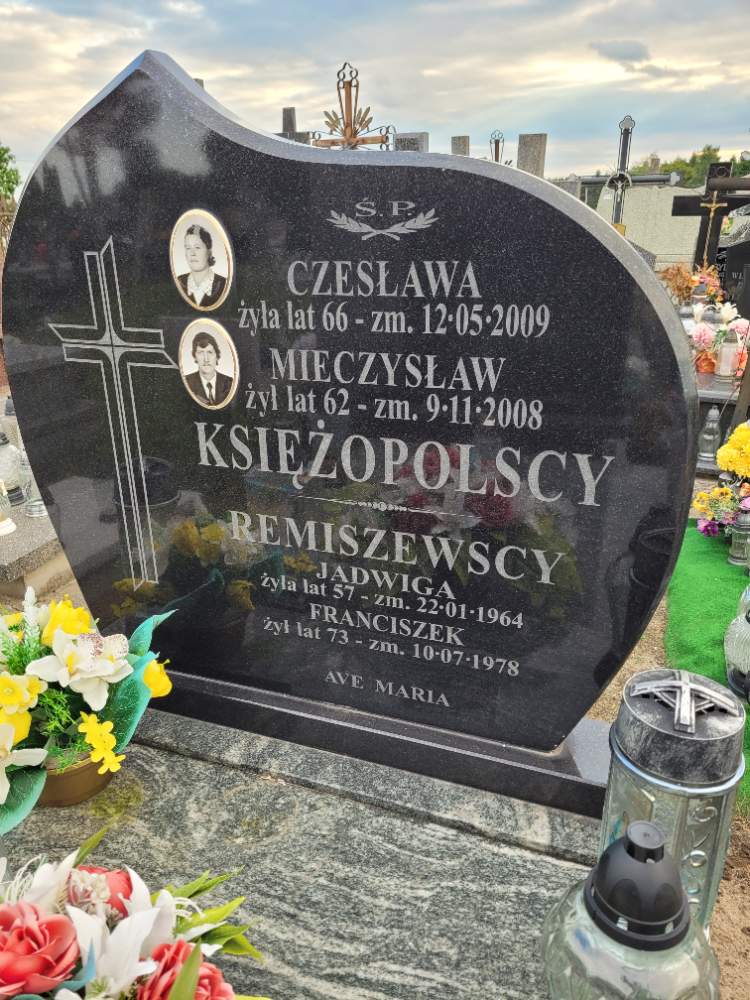 Ś.P.
CZESŁAWA
żyła lat 66 - zm. 12·05·2009
MIECZYSŁAW
żył lat 62 - zm. 9·11·2008
KSIĘŻOPOLSCY
REMISZEWSCY
JADWIGA
żyła lat 57 - zm. 22·01·1964
FRANCISZEK
żył lat 73 - zm. 10·07·1978
AVE MARIA